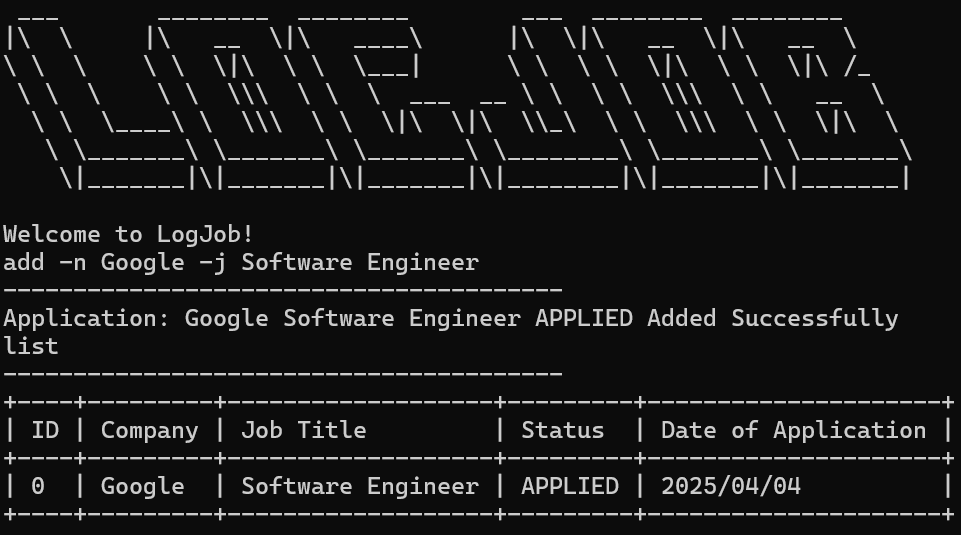 LOGJOB
Welcome to LogJob!
add -n Google -j Software Engineer
----------------------------------------
Application: Google Software Engineer APPLIED Added Successfully
list
----------------------------------------
+----+---------+-------------------+---------+---------------------+
| ID | Company | Job Title         | Status  | Date of Application |
+----+---------+-------------------+---------+---------------------+
| 0  | Google  | Software Engineer | APPLIED | 2025/04/04          |
+----+---------+-------------------+---------+---------------------+